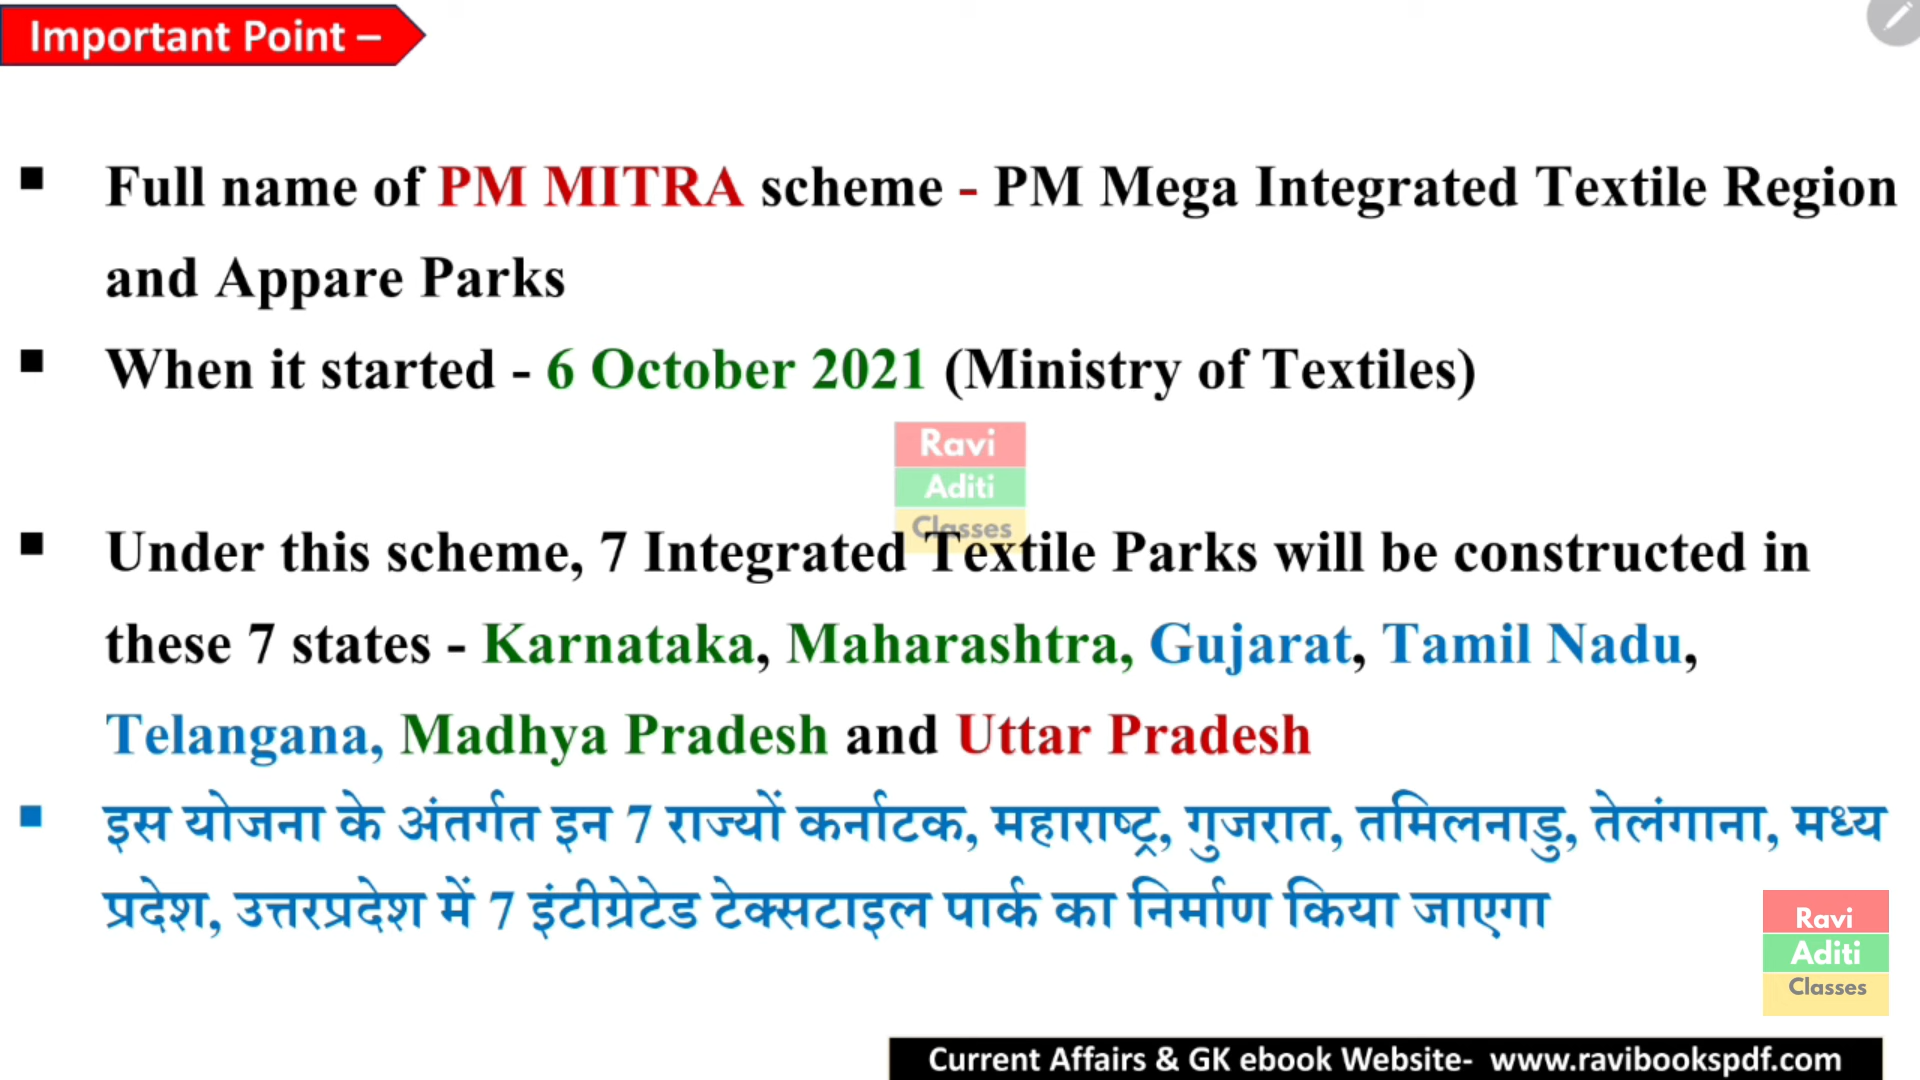 Important Point –
▪ Full name of PM MITRA scheme - PM Mega Integrated Textile Region
and Appare Parks
▪ When it started - 6 October 2021 (Ministry of Textiles)
Ravi
Aditi
Classes
▪ Under this scheme, 7 Integrated Textile Parks will be constructed in
these 7 states - Karnataka, Maharashtra, Gujarat, Tamil Nadu,
Telangana, Madhya Pradesh and Uttar Pradesh
▪ इस योजना के अंतर्गत इन 7 राज्यों कर्नाटक, महाराष्ट्र, गुजरात, तमिलनाडु, तेलंगाना, मध्य
प्रदेश, उत्तरप्रदेश में 7 इंटीग्रेटेड टेक्सटाइल पार्क का निर्माण किया जाएगा
Ravi
Aditi
Classes
Current Affairs & GK ebook Website- www.ravibookspdf.com